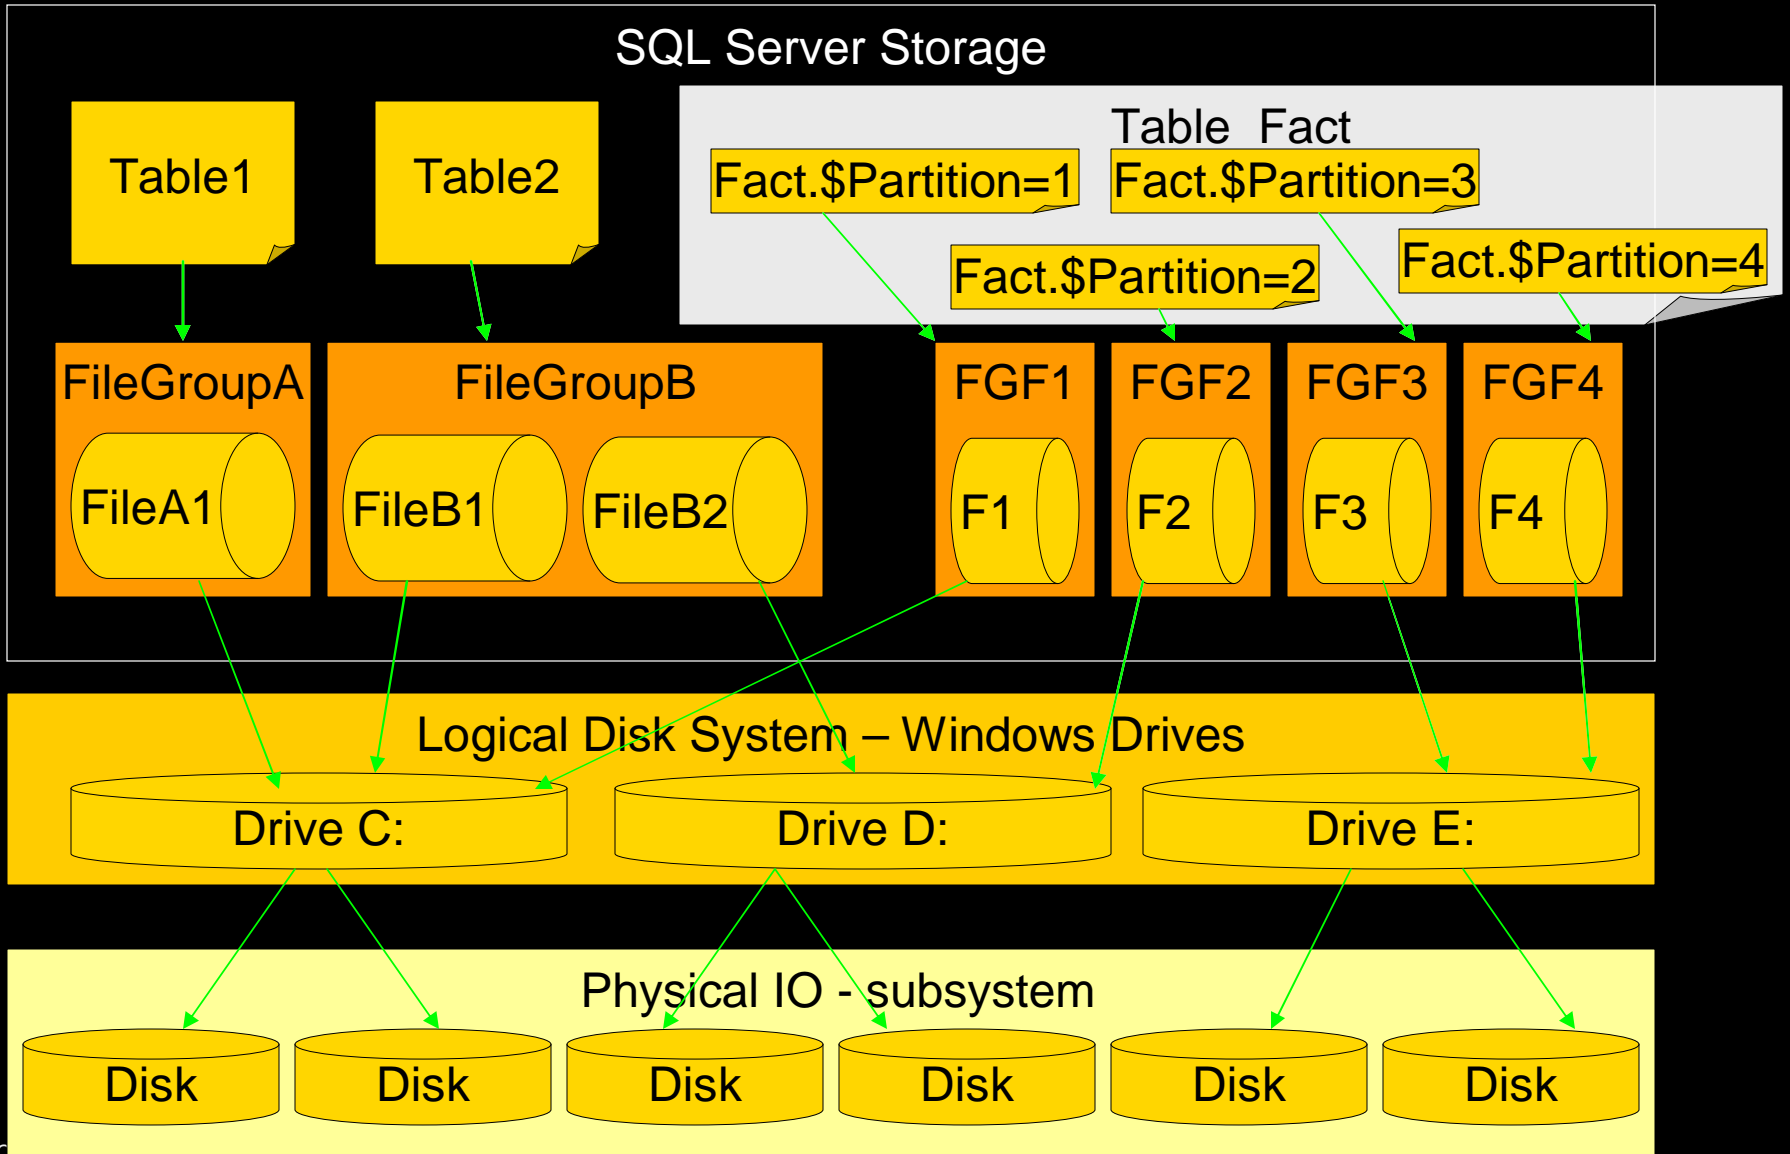 SQL Server Storage
Table1
Table2
Table Fact
Fact.$Partition=1
Fact.$Partition=3
Fact.$Partition=2
Fact.$Partition=4
FileGroupA
FileGroupB
FGF1
FGF2
FGF3
FGF4
FileA1
FileB1
FileB2
F1
F2
F3
F4
Logical Disk System – Windows Drives
Drive C:
Drive D:
Drive E:
Physical IO - subsystem
Disk
Disk
Disk
Disk
Disk
Disk